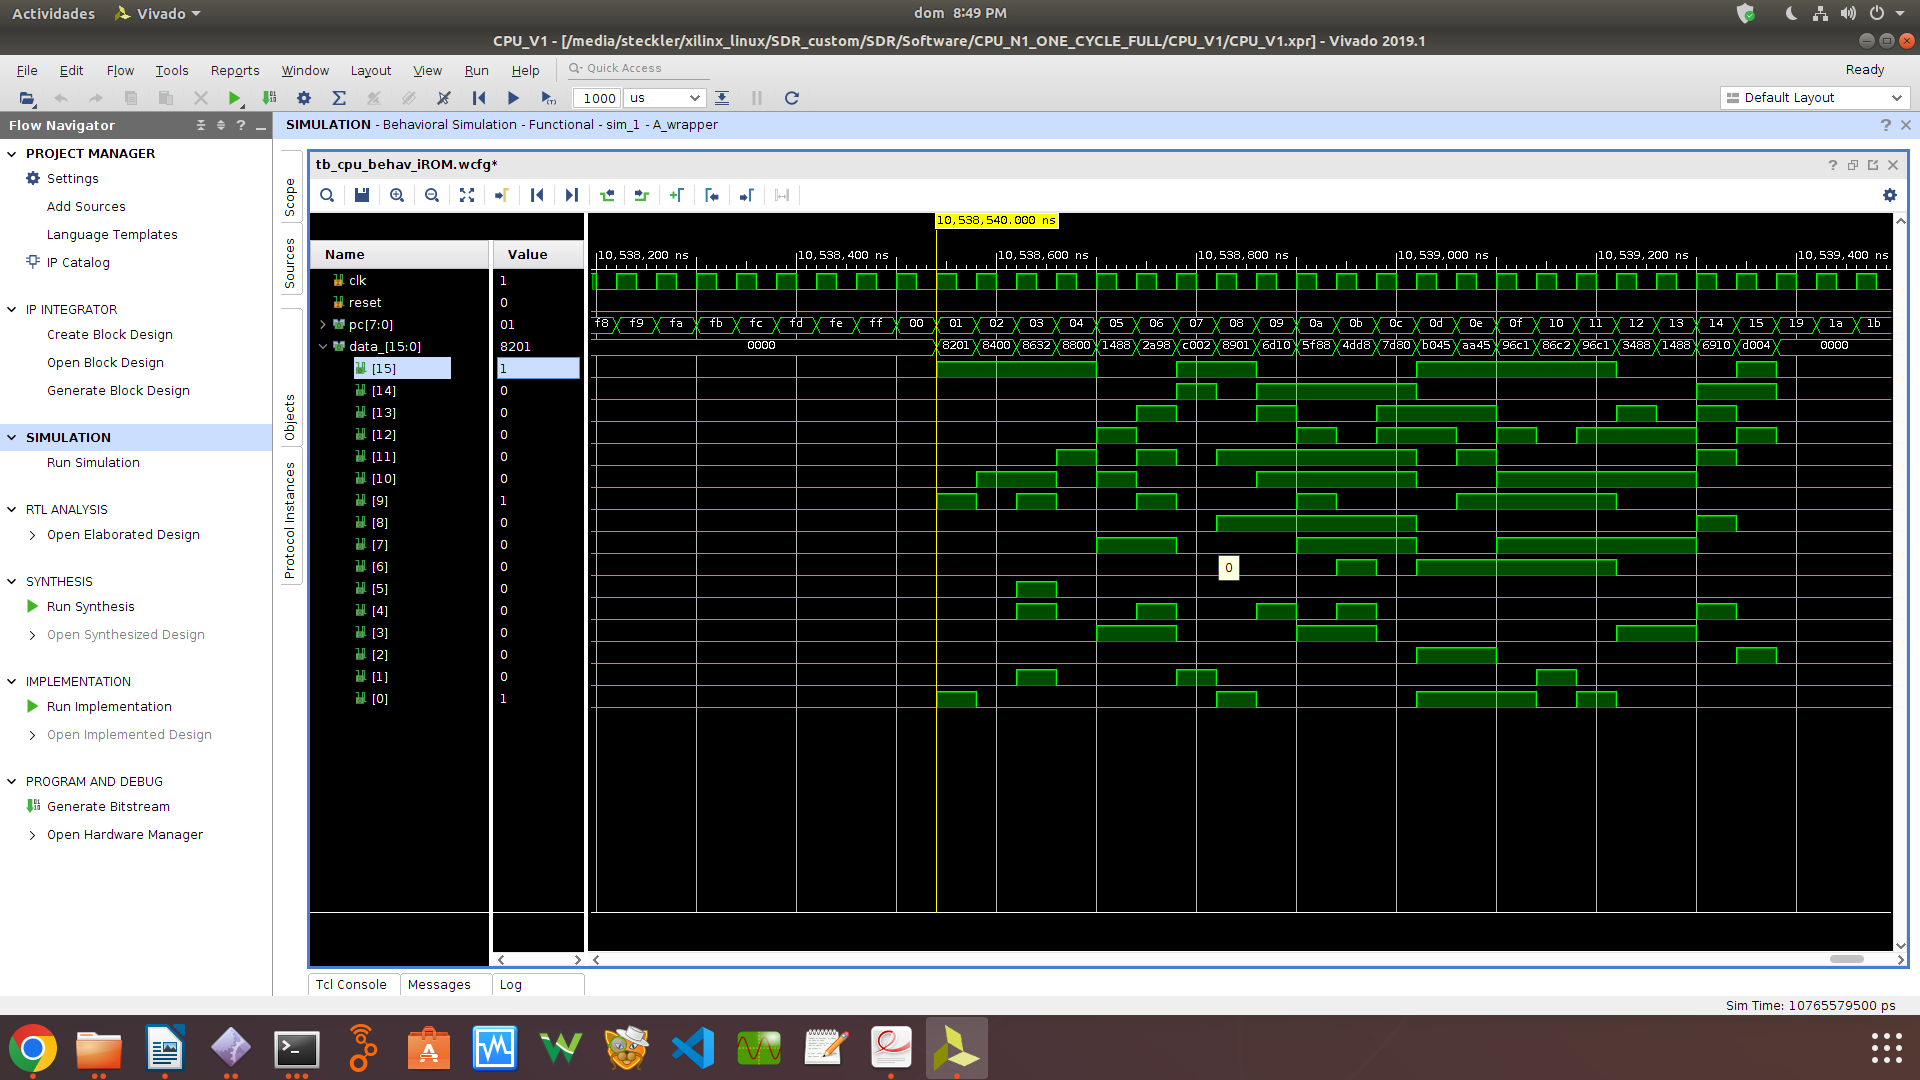 Actividades Vivado dom 8:49 PM
CPU_V1 - [/media/steckler/xilinx_linux/SDR_custom/SDR/Software/CPU_N1_ONE_CYCLE_FULL/CPU_V1/CPU_V1.xpr] - Vivado 2019.1
File Edit Flow Tools Reports Window Layout View Run Help Quick Access Ready
1000 us Default Layout
Flow Navigator ? _
SIMULATION - Behavioral Simulation - Functional - sim_1 - A_wrapper ?
PROJECT MANAGER
Settings
Add Sources
Language Templates
IP Catalog
IP INTEGRATOR
Create Block Design
Open Block Design
Generate Block Design
SIMULATION
Run Simulation
RTL ANALYSIS
Open Elaborated Design
SYNTHESIS
Run Synthesis
Open Synthesized Design
IMPLEMENTATION
Run Implementation
Open Implemented Design
PROGRAM AND DEBUG
Generate Bitstream
Open Hardware Manager
Scope
Sources
Objects
Protocol Instances
tb_cpu_behav_iROM.wcfg* ?
10,538,540.000 ns
Name Value
10,538,200 ns 10,538,400 ns 10,538,600 ns 10,538,800 ns 10,539,000 ns 10,539,200 ns 10,539,400 ns
clk 1
reset 0
pc[7:0] 01 f8 f9 fa fb fc fd fe ff 00 01 02 03 04 05 06 07 08 09 0a 0b 0c 0d 0e 0f 10 11 12 13 14 15 19 1a 1b
data_[15:0] 8201 0000 8201 8400 8632 8800 1488 2a98 c002 8901 6d10 5f88 4dd8 7d80 b045 aa45 96c1 86c2 96c1 3488 1488 6910 d004 0000
[15] 1
[14] 0
[13] 0
[12] 0
[11] 0
[10] 0
[9] 1
[8] 0
[7] 0
[6] 0 0
[5] 0
[4] 0
[3] 0
[2] 0
[1] 0
[0] 1
Tcl Console Messages Log
Sim Time: 10765579500 ps